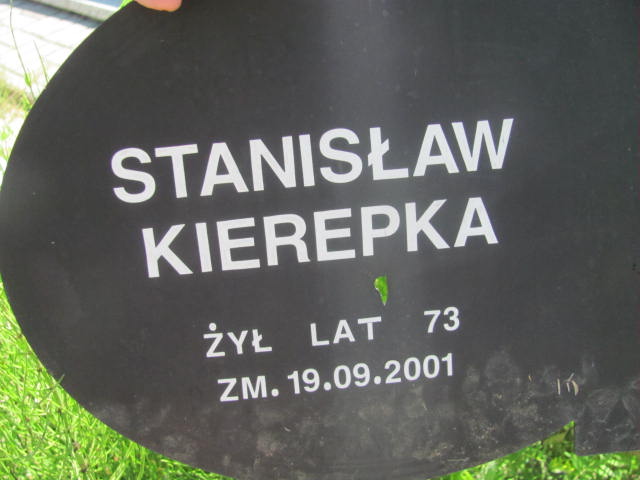 STANISŁAW
KIEREPKA
ŻYŁ LAT 73
ZM. 19.09.2001